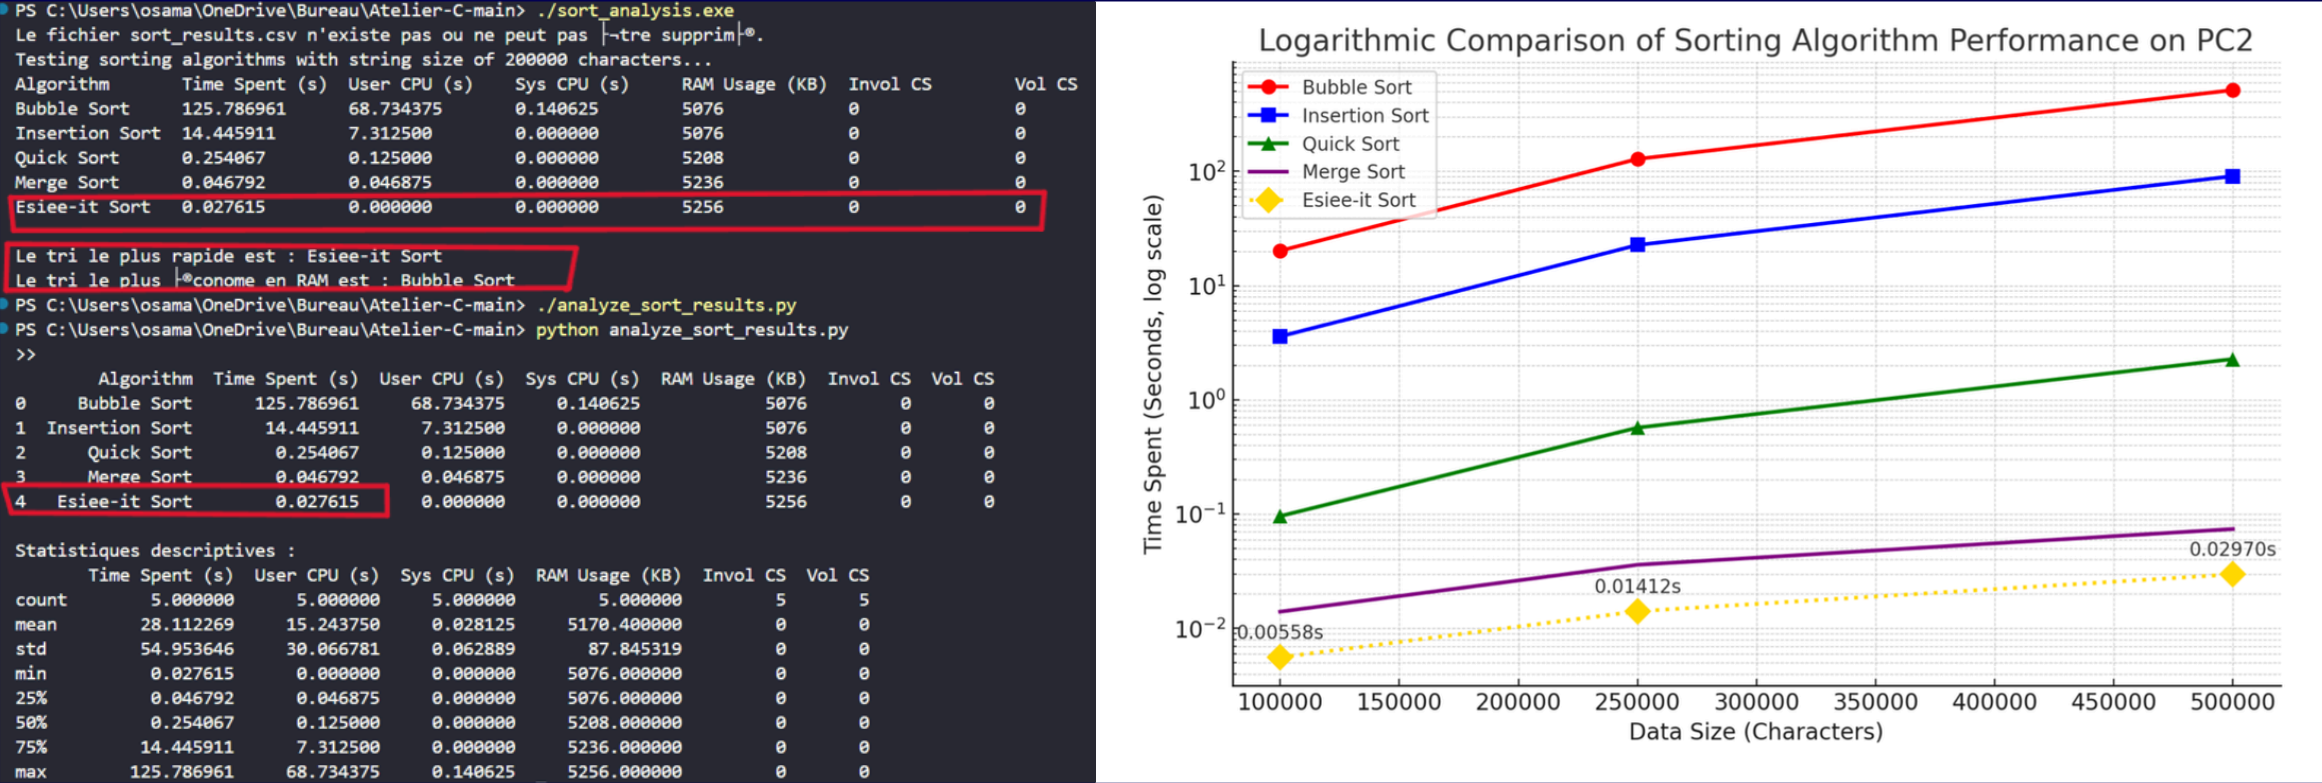 PS C:\Users\osama\OneDrive\Bureau\Atelier-C-main> ./sort_analysis.exe
Le fichier sort_results.csv n'existe pas ou ne peut pas ├¬tre supprim├®.
Testing sorting algorithms with string size of 200000 characters...
Algorithm Time Spent (s) User CPU (s) Sys CPU (s) RAM Usage (KB) Invol CS Vol CS
Bubble Sort 125.786961 68.734375 0.140625 5076 0 0
Insertion Sort 14.445911 7.312500 0.000000 5076 0 0
Quick Sort 0.254067 0.125000 0.000000 5208 0 0
Merge Sort 0.046792 0.046875 0.000000 5236 0 0
Esiee-it Sort 0.027615 0.000000 0.000000 5256 0 0
Le tri le plus rapide est : Esiee-it Sort
Le tri le plus ├®conome en RAM est : Bubble Sort
PS C:\Users\osama\OneDrive\Bureau\Atelier-C-main> ./analyze_sort_results.py
PS C:\Users\osama\OneDrive\Bureau\Atelier-C-main> python analyze_sort_results.py
>>
Algorithm Time Spent (s) User CPU (s) Sys CPU (s) RAM Usage (KB) Invol CS Vol CS
0 Bubble Sort 125.786961 68.734375 0.140625 5076 0 0
1 Insertion Sort 14.445911 7.312500 0.000000 5076 0 0
2 Quick Sort 0.254067 0.125000 0.000000 5208 0 0
3 Merge Sort 0.046792 0.046875 0.000000 5236 0 0
4 Esiee-it Sort 0.027615 0.000000 0.000000 5256 0 0
Statistiques descriptives :
Time Spent (s) User CPU (s) Sys CPU (s) RAM Usage (KB) Invol CS Vol CS
count 5.000000 5.000000 5.000000 5.000000 5 5
mean 28.112269 15.243750 0.028125 5170.400000 0 0
std 54.953646 30.066781 0.062889 87.845319 0 0
min 0.027615 0.000000 0.000000 5076.000000 0 0
25% 0.046792 0.046875 0.000000 5076.000000 0 0
50% 0.254067 0.125000 0.000000 5208.000000 0 0
75% 14.445911 7.312500 0.000000 5236.000000 0 0
max 125.786961 68.734375 0.140625 5256.000000 0 0
Logarithmic Comparison of Sorting Algorithm Performance on PC2
Bubble Sort
Insertion Sort
Quick Sort
Merge Sort
Esiee-it Sort
Time Spent (Seconds, log scale)
10²
10¹
10⁰
10⁻¹
10⁻²
0.00558s
0.01412s
0.02970s
100000 150000 200000 250000 300000 350000 400000 450000 500000
Data Size (Characters)